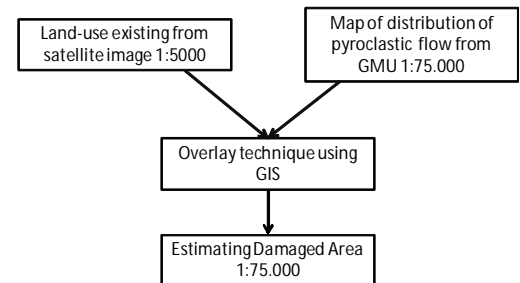 Land-use existing from
satellite image 1:5000
Map of distribution of
pyroclastic flow from
GMU 1:75.000
Overlay technique using
GIS
Estimating Damaged Area
1:75.000